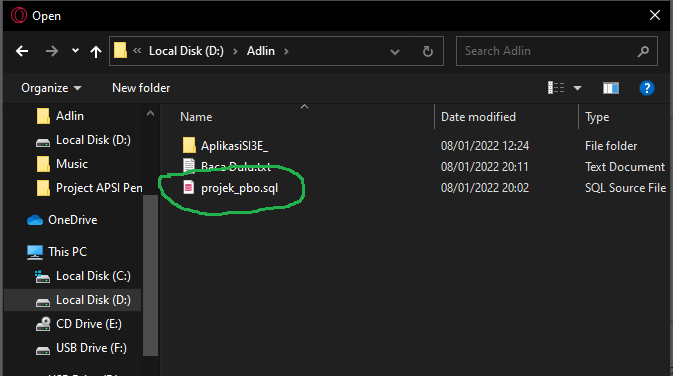 Open
Local Disk (D:) Adlin
Search Adlin
Organize New folder
Name Date modified Type
Adlin
Local Disk (D:)
Music
Project APSI Pen
OneDrive
This PC
Local Disk (C:)
Local Disk (D:)
CD Drive (E:)
USB Drive (F:)
AplikasiSI3E_ 08/01/2022 12:24 File folder
Baca Dulu.txt 08/01/2022 20:11 Text Document
projek_pbo.sql 08/01/2022 20:02 SQL Source File